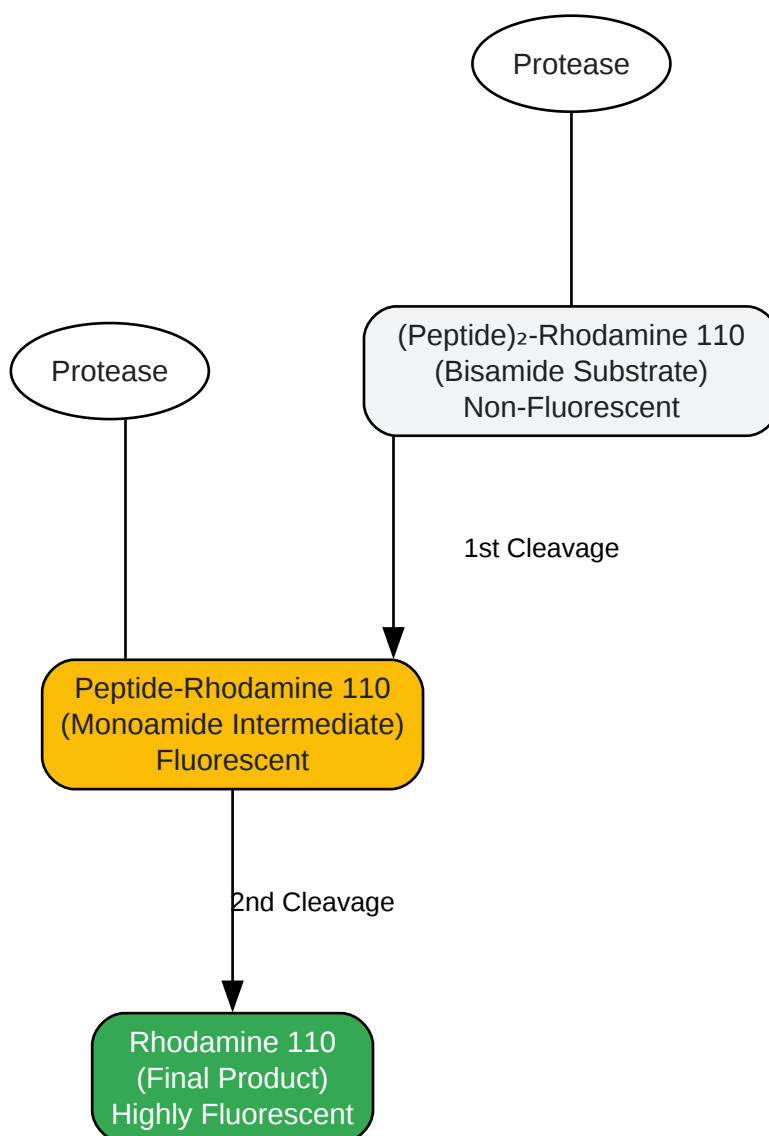 Protease
(Peptide)₂-Rhodamine 110
(Bisamide Substrate)
Non-Fluorescent
Protease
1st Cleavage
Peptide-Rhodamine 110
(Monoamide Intermediate)
Fluorescent
2nd Cleavage
Rhodamine 110
(Final Product)
Highly Fluorescent